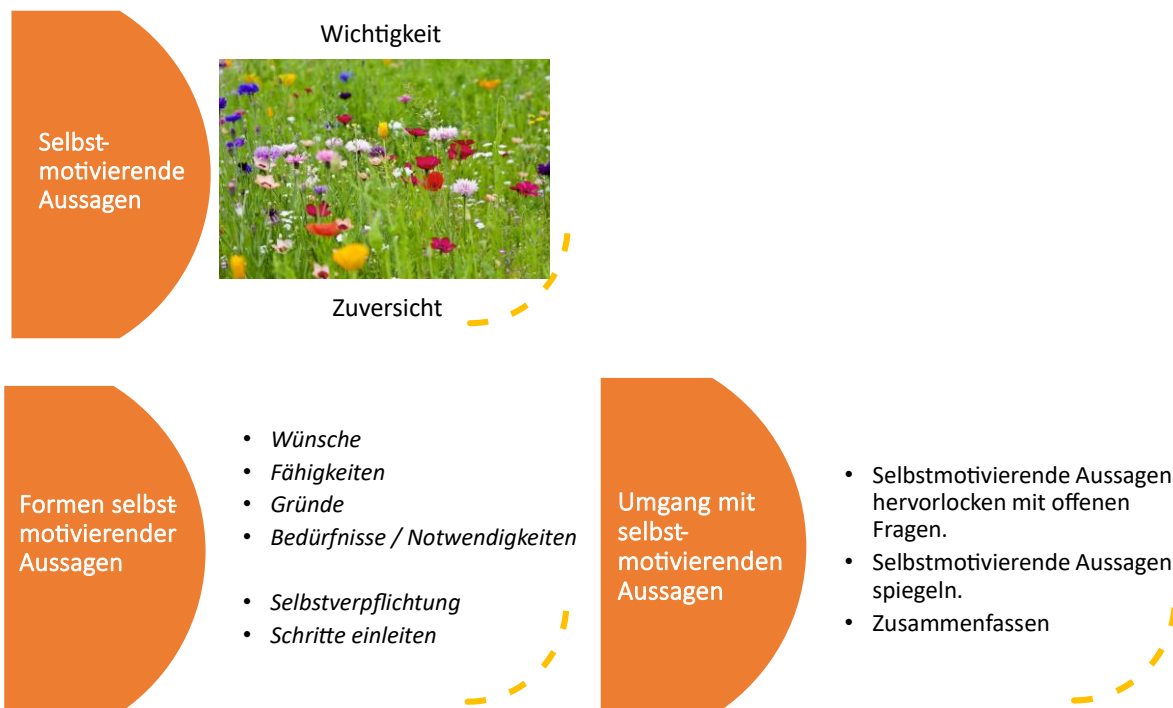 Wichtigkeit
Selbst-
motivierende
Aussagen
Zuversicht
Formen selbst-
motivierender
Aussagen
• Wünsche
• Fähigkeiten
• Gründe
• Bedürfnisse / Notwendigkeiten
• Selbstverpflichtung
• Schritte einleiten
Umgang mit
selbst-
motivierenden
Aussagen
• Selbstmotivierende Aussagen
hervorlocken mit offenen
Fragen.
• Selbstmotivierende Aussagen
spiegeln.
• Zusammenfassen